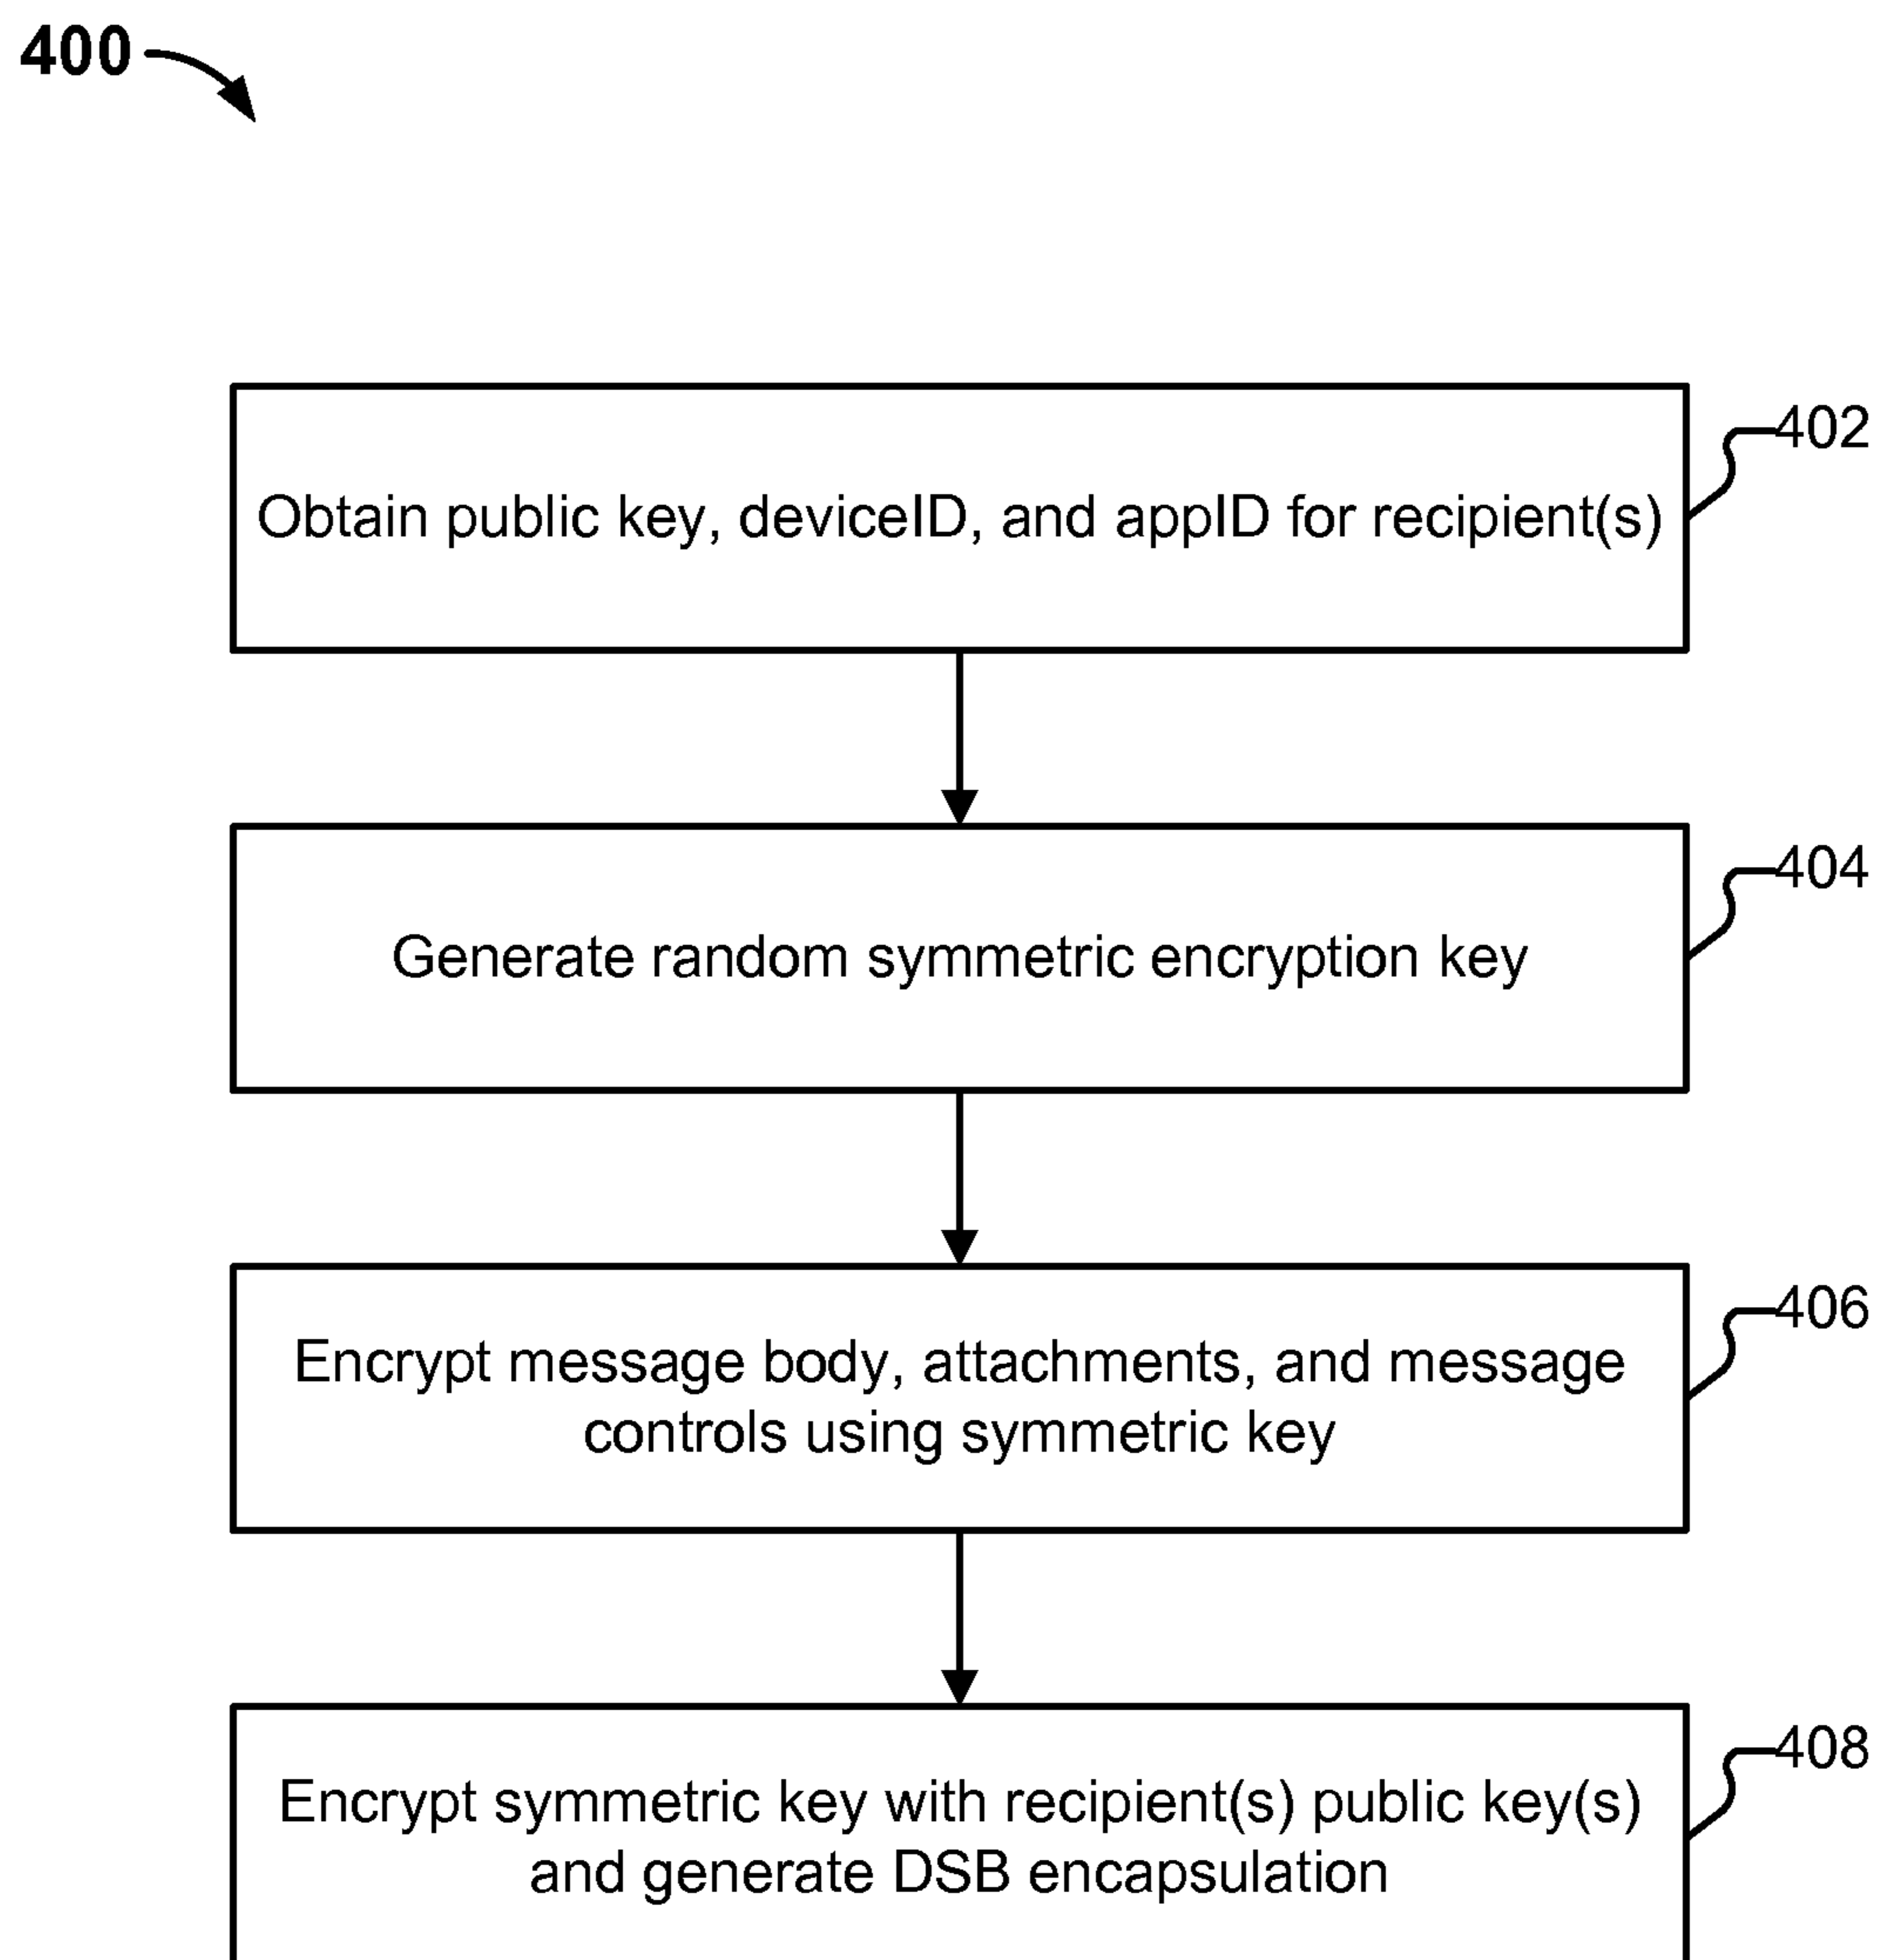 400
402
Obtain public key, deviceID, and appID for recipient(s)
404
Generate random symmetric encryption key
406
Encrypt message body, attachments, and message
controls using symmetric key
408
Encrypt symmetric key with recipient(s) public key(s)
and generate DSB encapsulation